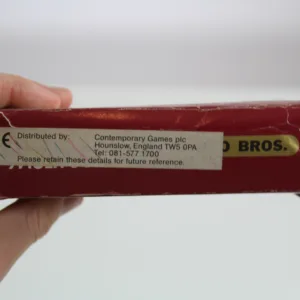 Distributed by: Contemporary Games plc
Hounslow, England TW5 0PA
Tel: 081-577 1700
Please retain these details for future reference.
BROS.